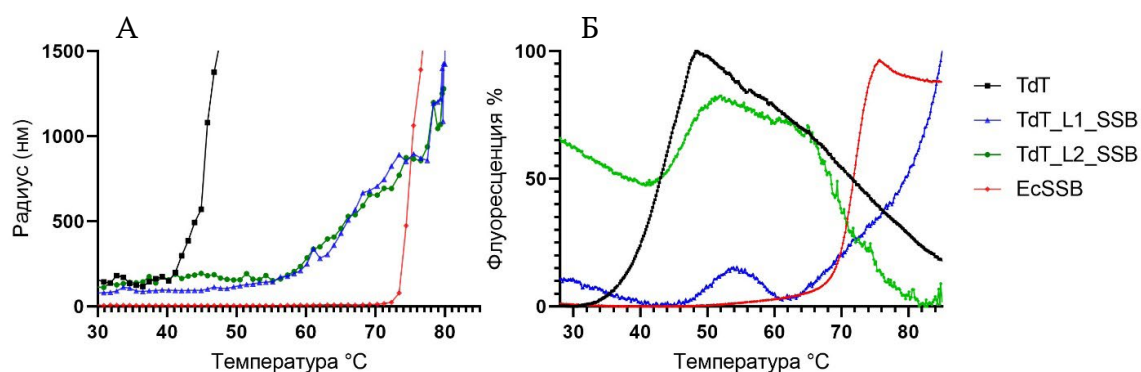 А
Б
1500
1000
500
0
Радиус (нм)
30 40 50 60 70 80
Температура °C
100
50
0
Флуоресценция %
30 40 50 60 70 80
Температура °C
TdT
TdT_L1_SSB
TdT_L2_SSB
EcSSB